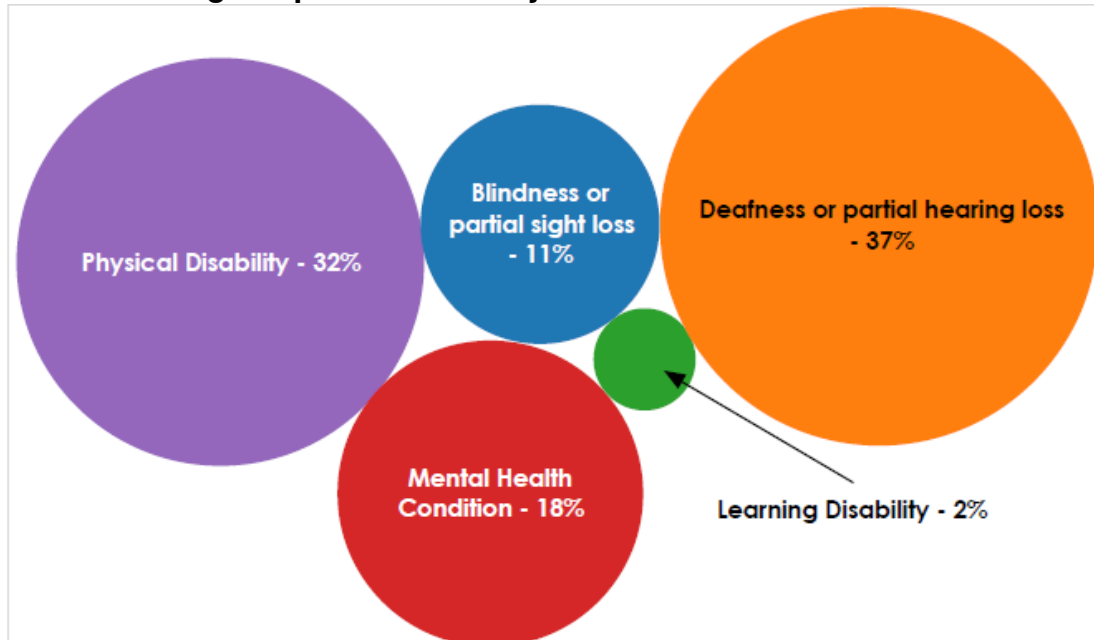 Physical Disability - 32%
Blindness or
partial sight loss
- 11%
Deafness or partial hearing loss
- 37%
Mental Health
Condition - 18%
Learning Disability - 2%